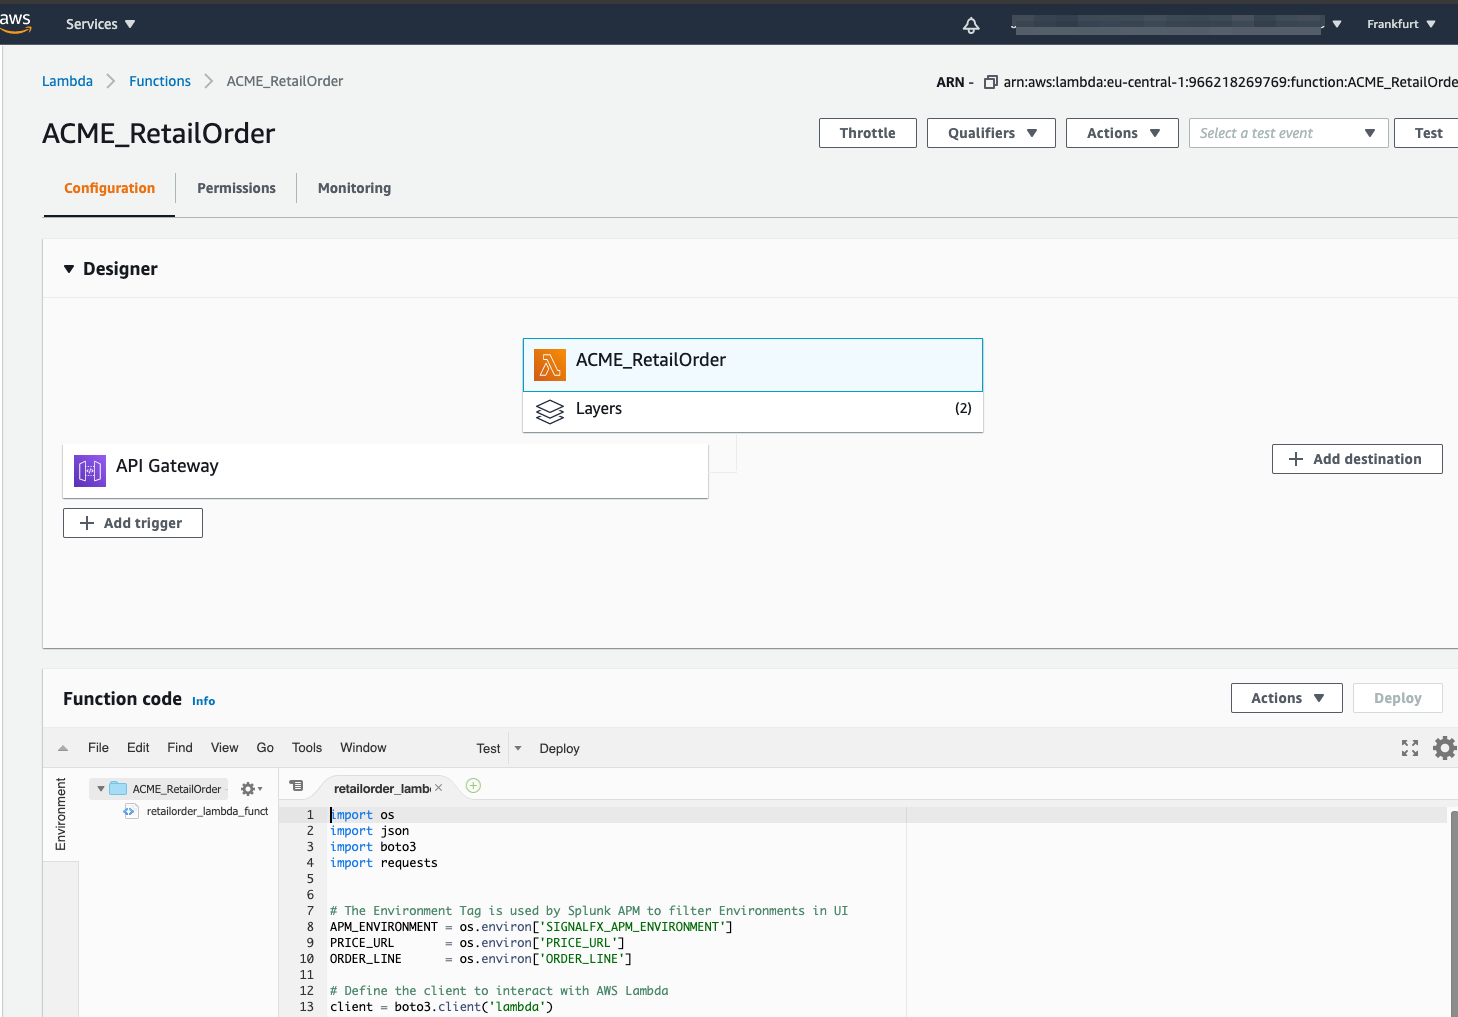 aws Services Frankfurt
Lambda Functions ACME_RetailOrder ARN - arn:aws:lambda:eu-central-1:966218269769:function:ACME_RetailOrde
ACME_RetailOrder Throttle Qualifiers Actions Select a test event Test
Configuration Permissions Monitoring
Designer
ACME_RetailOrder
Layers (2)
API Gateway
Add destination
Add trigger
Function code Info Actions Deploy
File Edit Find View Go Tools Window Test Deploy
Environment
ACME_RetailOrder
retailorder_lambda_funct
retailorder_lamb
1 import os
2 import json
3 import boto3
4 import requests
5
6
7 # The Environment Tag is used by Splunk APM to filter Environments in UI
8 APM_ENVIRONMENT = os.environ['SIGNALFX_APM_ENVIRONMENT']
9 PRICE_URL = os.environ['PRICE_URL']
10 ORDER_LINE = os.environ['ORDER_LINE']
11
12 # Define the client to interact with AWS Lambda
13 client = boto3.client('lambda')